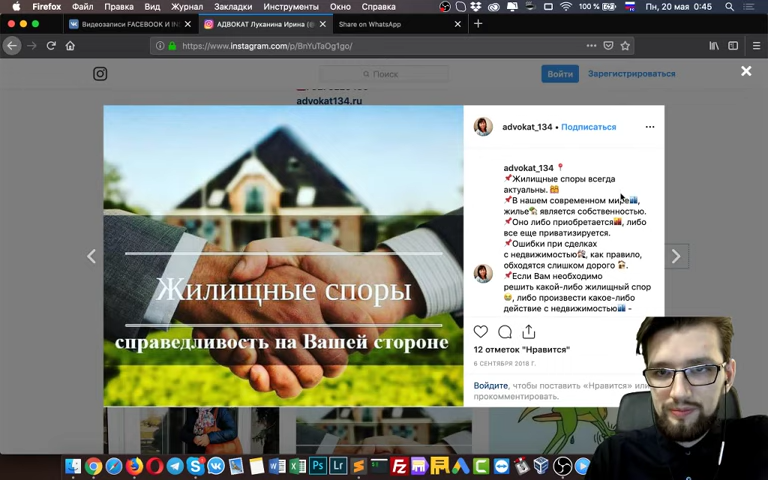 Firefox Файл Правка Вид Журнал Закладки Инструменты Окно Справка 100 % Пн, 20 мая 0:45
Видеозаписи FACEBOOK И IN
АДВОКАТ Луканина Ирина (
Share on WhatsApp
https://www.instagram.com/p/BnYuTaOg1go/
Поиск
Войти Зарегистрироваться
advokat134.ru
advokat_134 • Подписаться
advokat_134
Жилищные споры всегда
актуальны.
В нашем современном мире,
жилье является собственностью.
Оно либо приобретается, либо
все еще приватизируется.
Ошибки при сделках
с недвижимостью, как правило,
обходятся слишком дорого.
Если Вам необходимо
решить какой-либо жилищный спор
, либо произвести какое-либо
действие с недвижимостью -
Жилищные споры
справедливость на Вашей стороне
12 отметок "Нравится"
6 СЕНТЯБРЯ 2018 Г.
Войдите, чтобы поставить «Нравится» или
прокомментировать.
Ps Lr